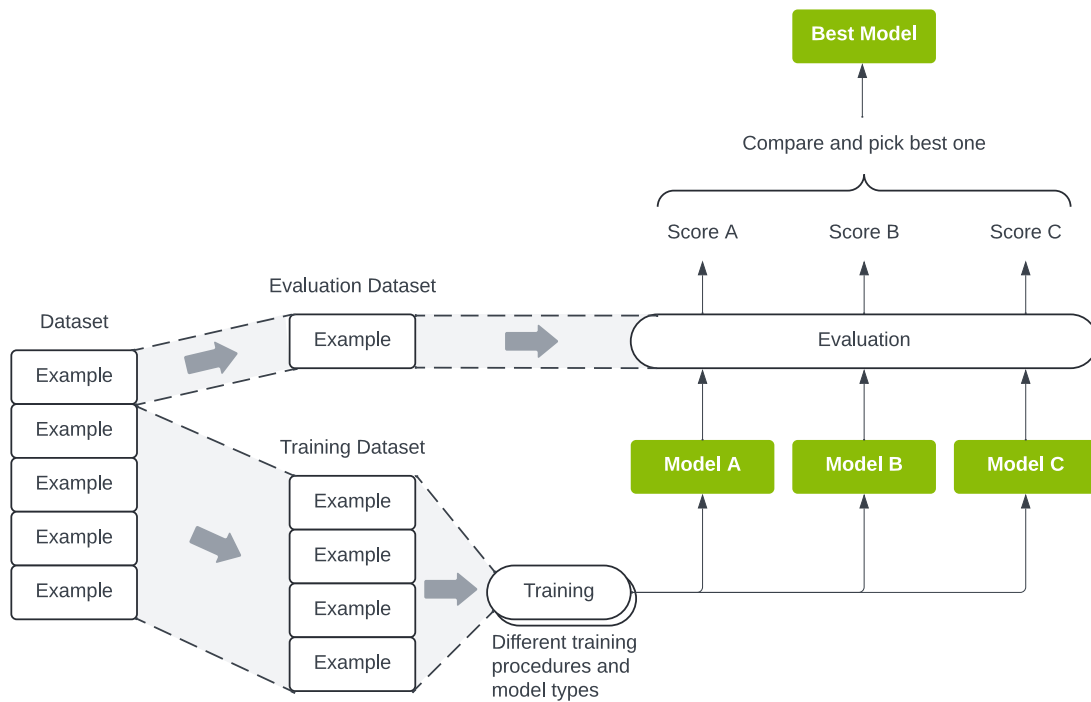 Best Model
Compare and pick best one
Score A
Score B
Score C
Evaluation Dataset
Dataset
Example
Evaluation
Example
Example
Training Dataset
Model A
Model B
Model C
Example
Example
Example
Example
Example
Training
Example
Example
Different training
procedures and
model types